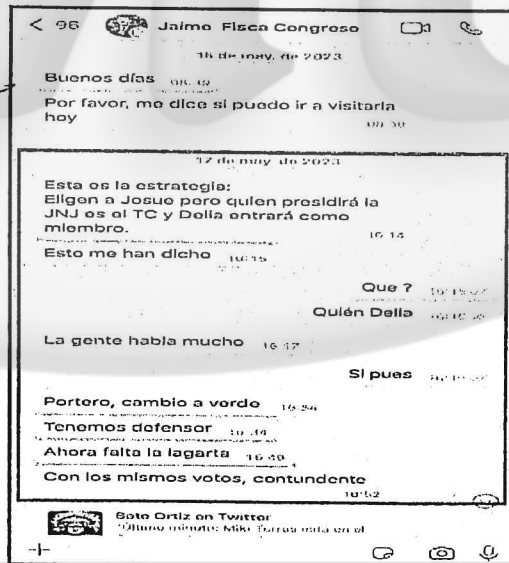 < 96 Jaime Fisca Congreso
16 de may. de 2023
Buenos días
Por favor, me dice si puedo ir a visitarla
hoy
17 de may. de 2023
Esta es la estrategia:
Eligen a Josue pero quien presidirá la
JNJ es el TC y Delia entrará como
miembro.
16:14
Esto me han dicho 16:15
Que ?
Quién Delia
La gente habla mucho 16:17
Si pues
Portero, cambio a verde
Tenemos defensor 16:34
Ahora falta la lagarta 16:49
Con los mismos votos, contundente
16:52
Beto Ortiz on Twitter
"Último minuto: Miki Torres está en el